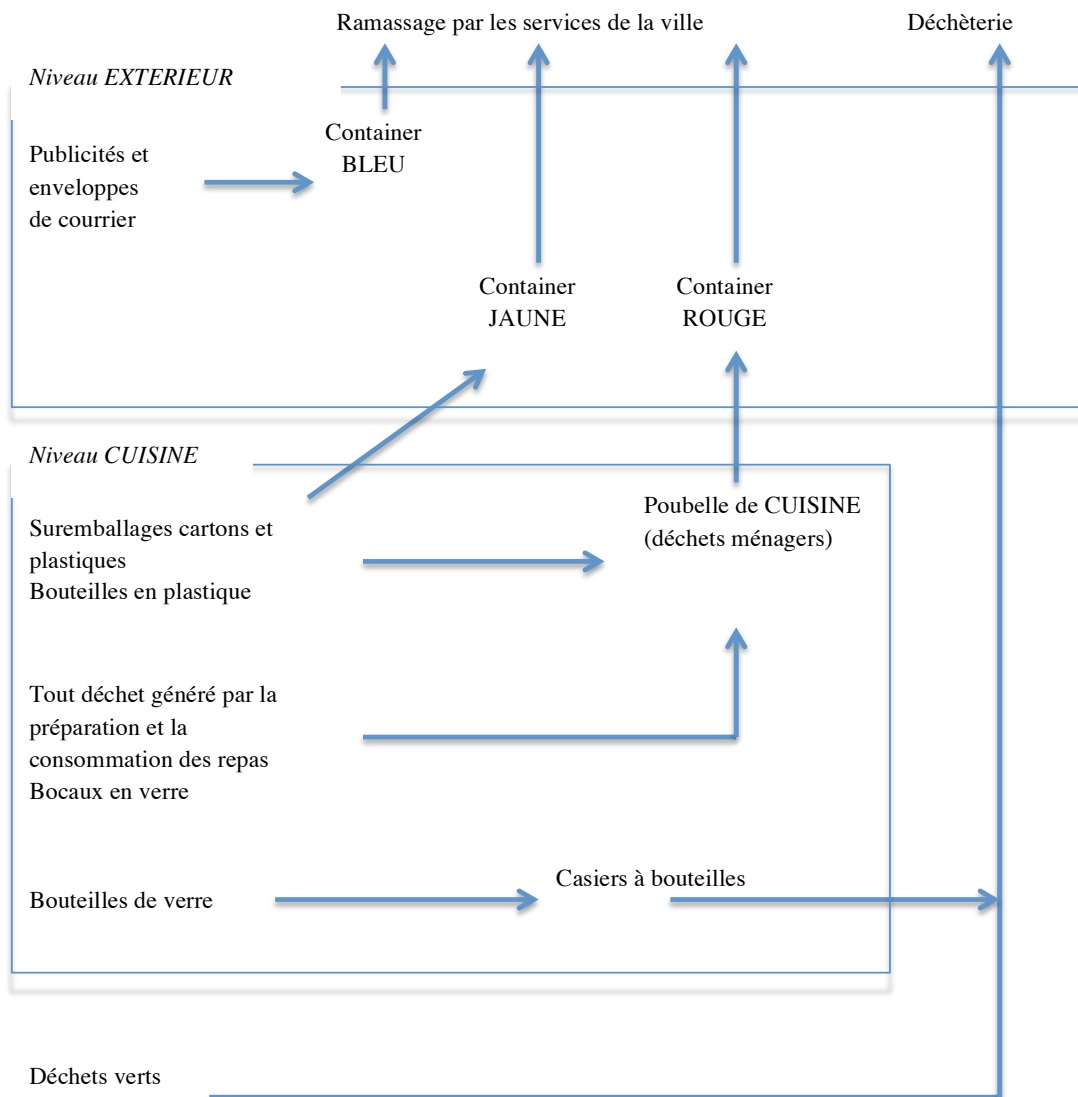 Ramassage par les services de la ville
Déchèterie
Niveau EXTERIEUR
Container
BLEU
Publicités et
enveloppes
de courrier
Container
JAUNE
Container
ROUGE
Niveau CUISINE
Suremballages cartons et
plastiques
Bouteilles en plastique
Poubelle de CUISINE
(déchets ménagers)
Tout déchet généré par la
préparation et la
consommation des repas
Bocaux en verre
Bouteilles de verre
Casiers à bouteilles
Déchets verts